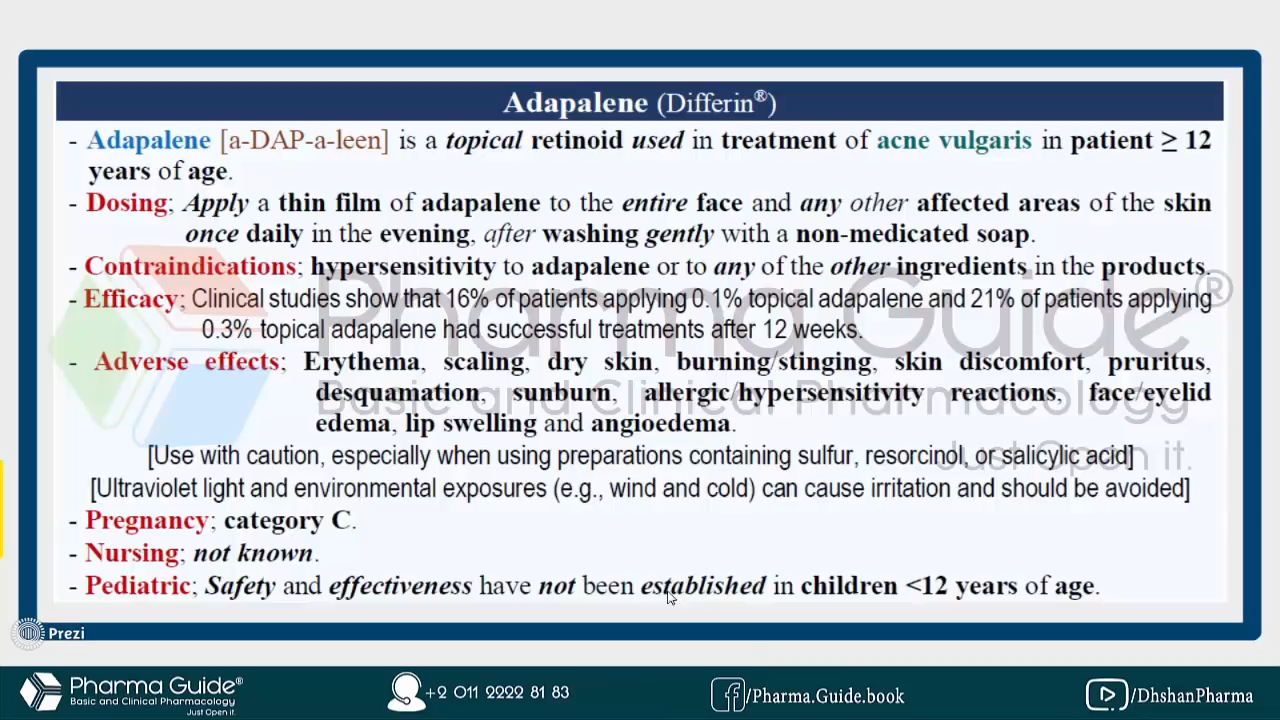 Adapalene (Differin®)
- Adapalene [a-DAP-a-leen] is a topical retinoid used in treatment of acne vulgaris in patient ≥ 12
years of age.
- Dosing; Apply a thin film of adapalene to the entire face and any other affected areas of the skin
once daily in the evening, after washing gently with a non-medicated soap.
- Contraindications; hypersensitivity to adapalene or to any of the other ingredients in the products.
- Efficacy; Clinical studies show that 16% of patients applying 0.1% topical adapalene and 21% of patients applying
0.3% topical adapalene had successful treatments after 12 weeks.
- Adverse effects; Erythema, scaling, dry skin, burning/stinging, skin discomfort, pruritus,
desquamation, sunburn, allergic/hypersensitivity reactions, face/eyelid
edema, lip swelling and angioedema.
[Use with caution, especially when using preparations containing sulfur, resorcinol, or salicylic acid]
[Ultraviolet light and environmental exposures (e.g., wind and cold) can cause irritation and should be avoided]
- Pregnancy; category C.
- Nursing; not known.
- Pediatric; Safety and effectiveness have not been established in children <12 years of age.
Pharma Guide®
Basic and Clinical Pharmacology
Just Open it.
Prezi
Pharma Guide®
Basic and Clinical Pharmacology
Just Open it.
+2 011 2222 81 83
/Pharma.Guide.book
/DhshanPharma